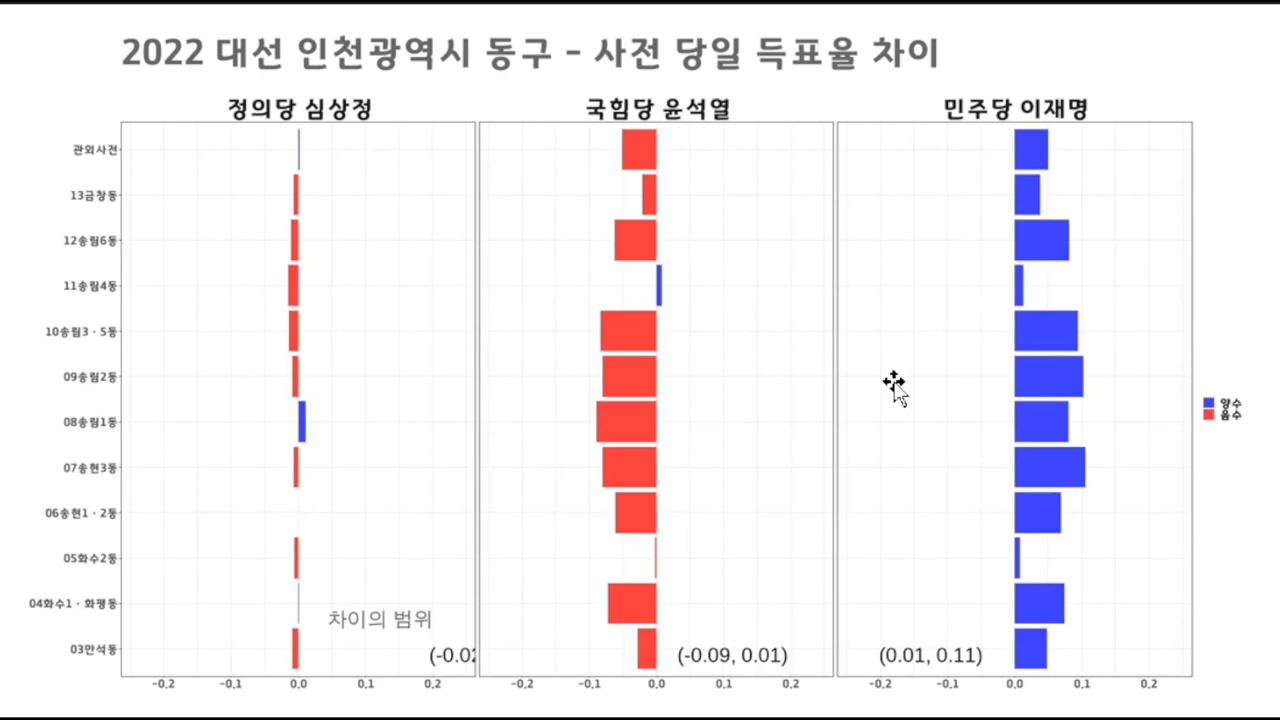 2022 대선 인천광역시 동구 - 사전 당일 득표율 차이
정의당 심상정
국힘당 윤석열
민주당 이재명
관외사전
13금창동
12송림6동
11송림4동
10송림3·5동
09송림2동
08송림1동
07송현3동
06송현1·2동
05화수2동
04화수1·화평동
03만석동
양수
음수
차이의 범위
(-0.02
(-0.09, 0.01)
(0.01, 0.11)
-0.2 -0.1 0.0 0.1 0.2
-0.2 -0.1 0.0 0.1 0.2
-0.2 -0.1 0.0 0.1 0.2